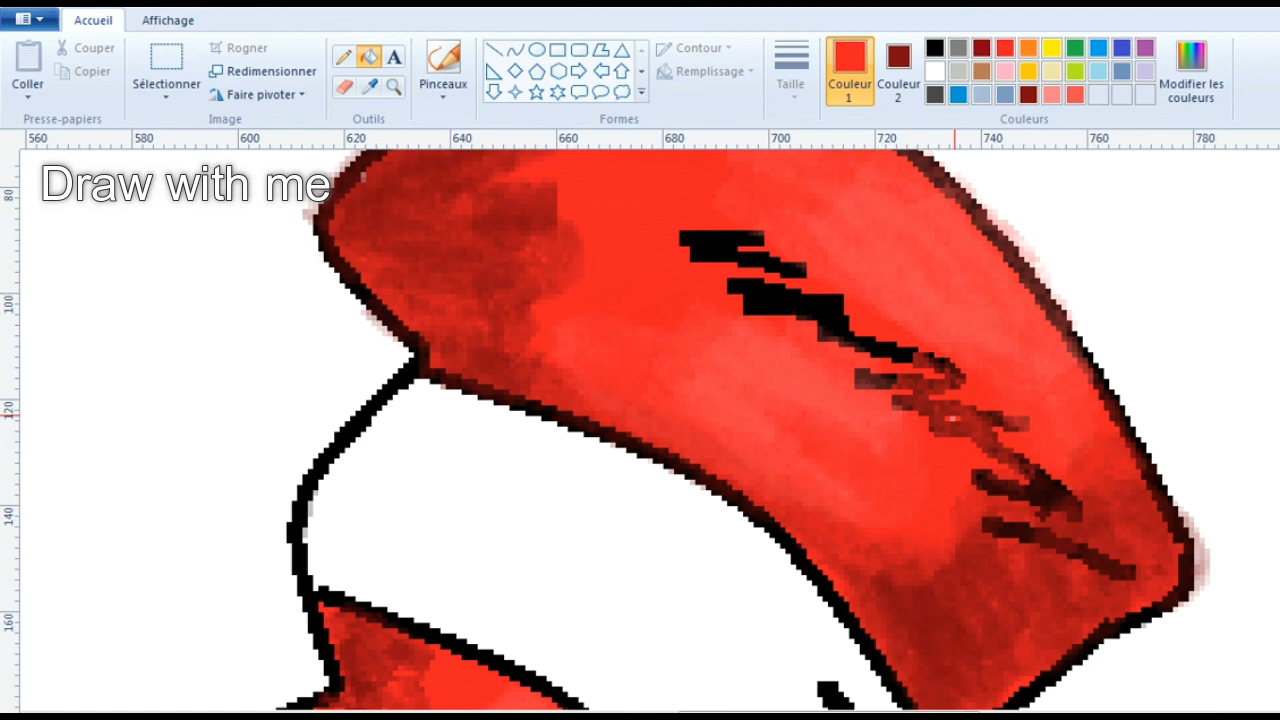 Accueil Affichage
Couper
Copier
Coller
Presse-papiers
Sélectionner
Rogner
Redimensionner
Faire pivoter
Image
A
Outils
Pinceaux
Contour
Remplissage
Formes
Taille
Couleur 1
Couleur 2
Modifier les couleurs
Couleurs
560 580 600 620 640 660 680 700 720 740 760 780
80
100
120
140
160
Draw with me